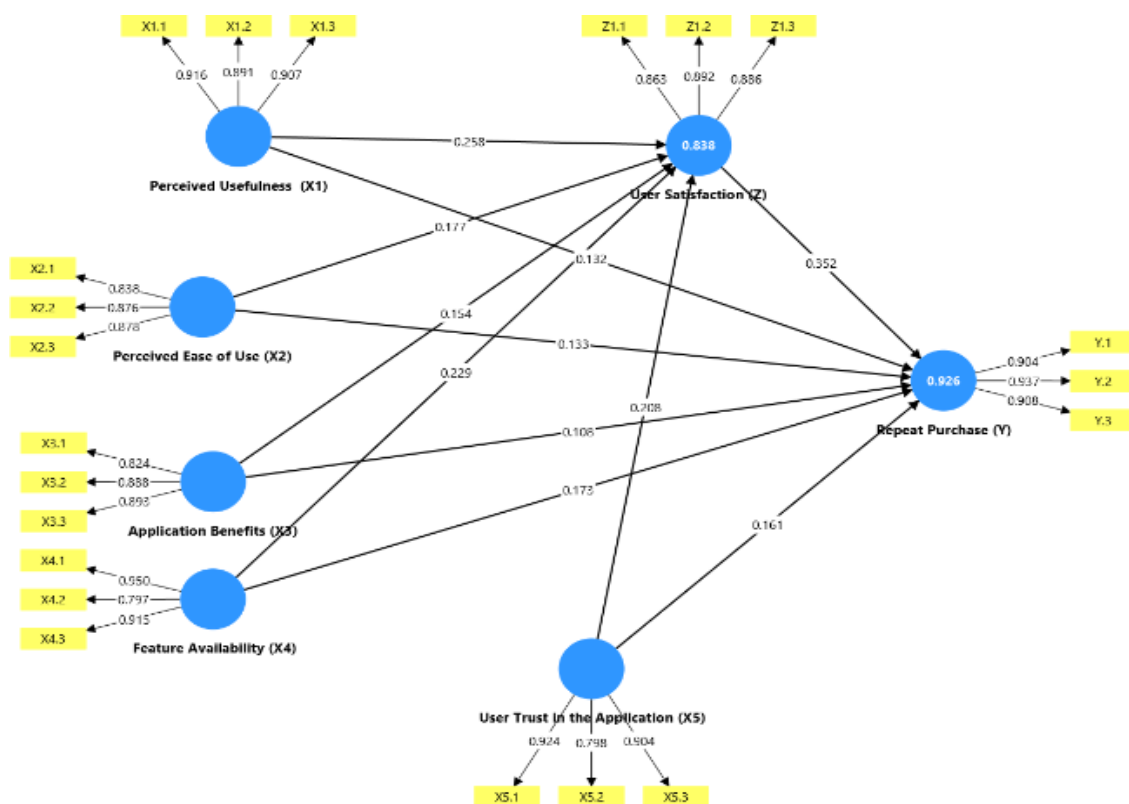 X1.1 X1.2 X1.3
Z1.1 Z1.2 Z1.3
0.916 0.891 0.907
0.863 0.892 0.886
0.258
0.838
Perceived Usefulness (X1)
User Satisfaction (Z)
0.177
0.132
0.352
X2.1
0.838
X2.2
0.876
X2.3
0.878
Perceived Ease of Use (X2)
0.154
0.133
0.229
0.208
0.926
Y.1
0.904
Y.2
0.937
Y.3
0.908
Repeat Purchase (Y)
0.108
X3.1
0.824
X3.2
0.888
X3.3
0.893
Application Benefits (X3)
0.173
0.161
X4.1
0.950
X4.2
0.797
X4.3
0.915
Feature Availability (X4)
User Trust in the Application (X5)
0.924 0.798 0.904
X5.1 X5.2 X5.3